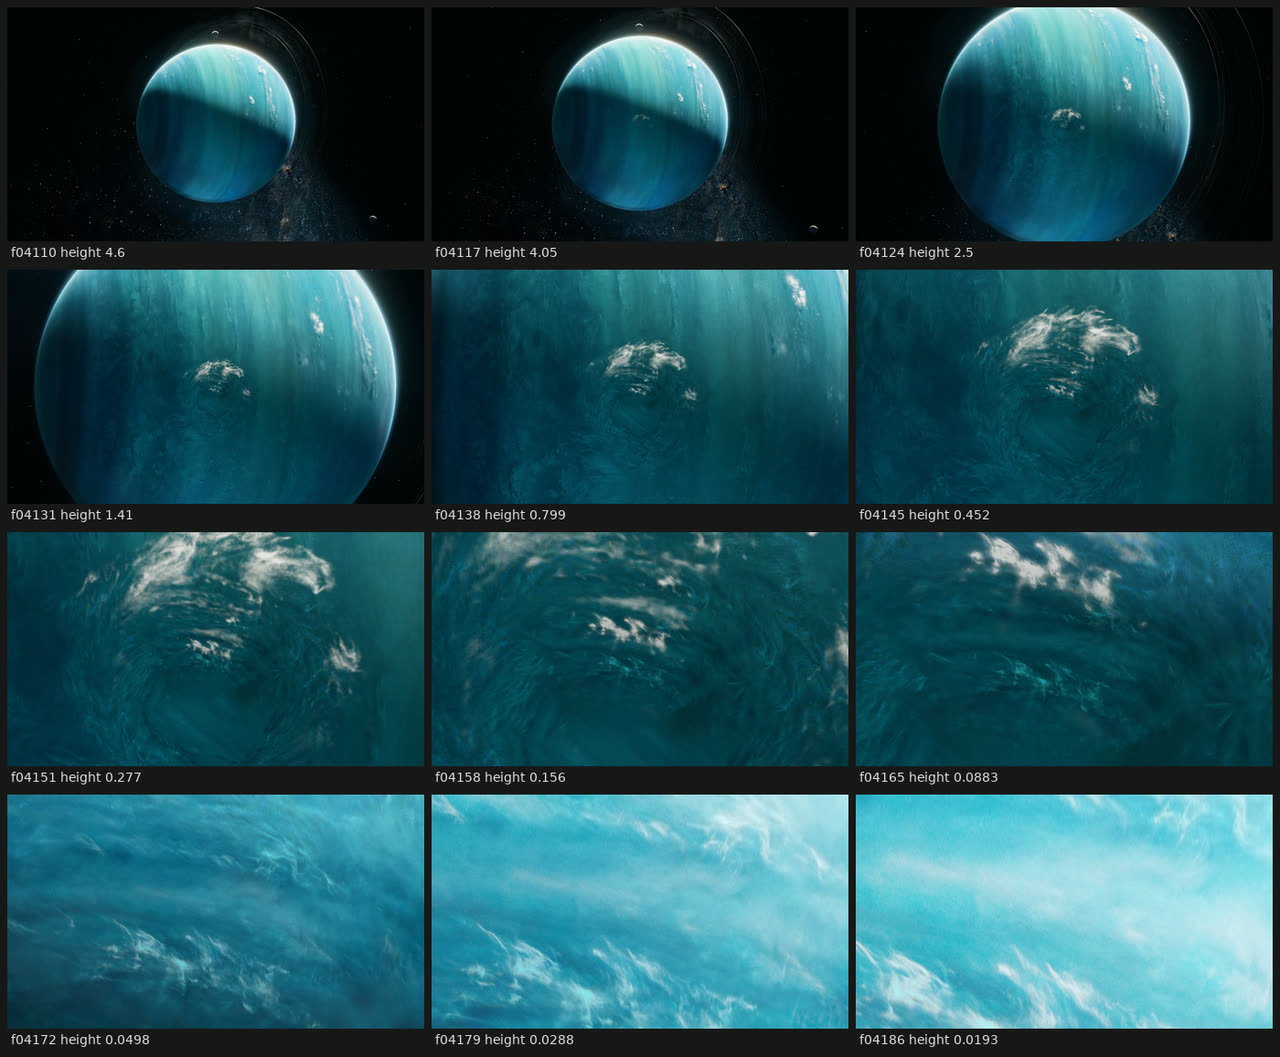 f04110 height 4.6
f04117 height 4.05
f04124 height 2.5
f04131 height 1.41
f04138 height 0.799
f04145 height 0.452
f04151 height 0.277
f04158 height 0.156
f04165 height 0.0883
f04172 height 0.0498
f04179 height 0.0288
f04186 height 0.0193